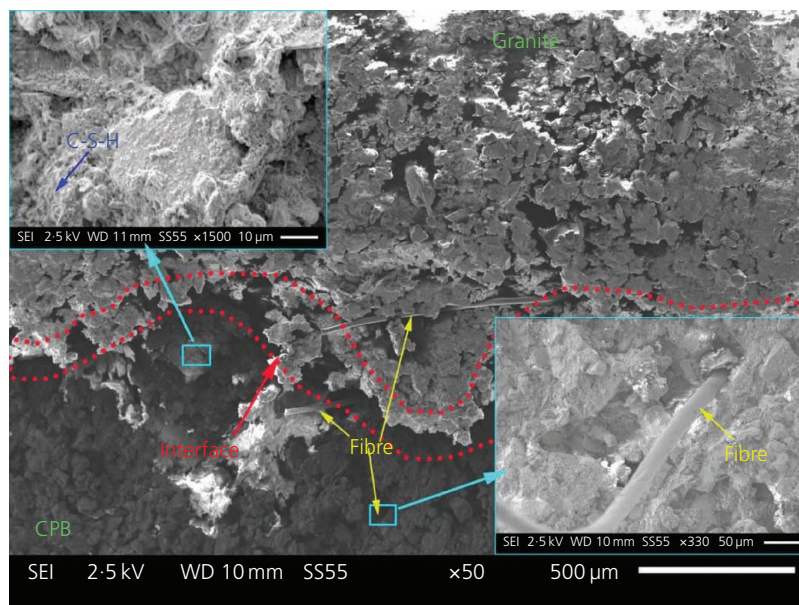 Granite
C-S-H
SEI 2·5 kV WD 11 mm SS55 ×1500 10 µm
Interface
Fibre
Fibre
CPB
SEI 2·5 kV WD 10 mm SS55 ×330 50 µm
SEI 2·5 kV WD 10 mm SS55 ×50 500 µm